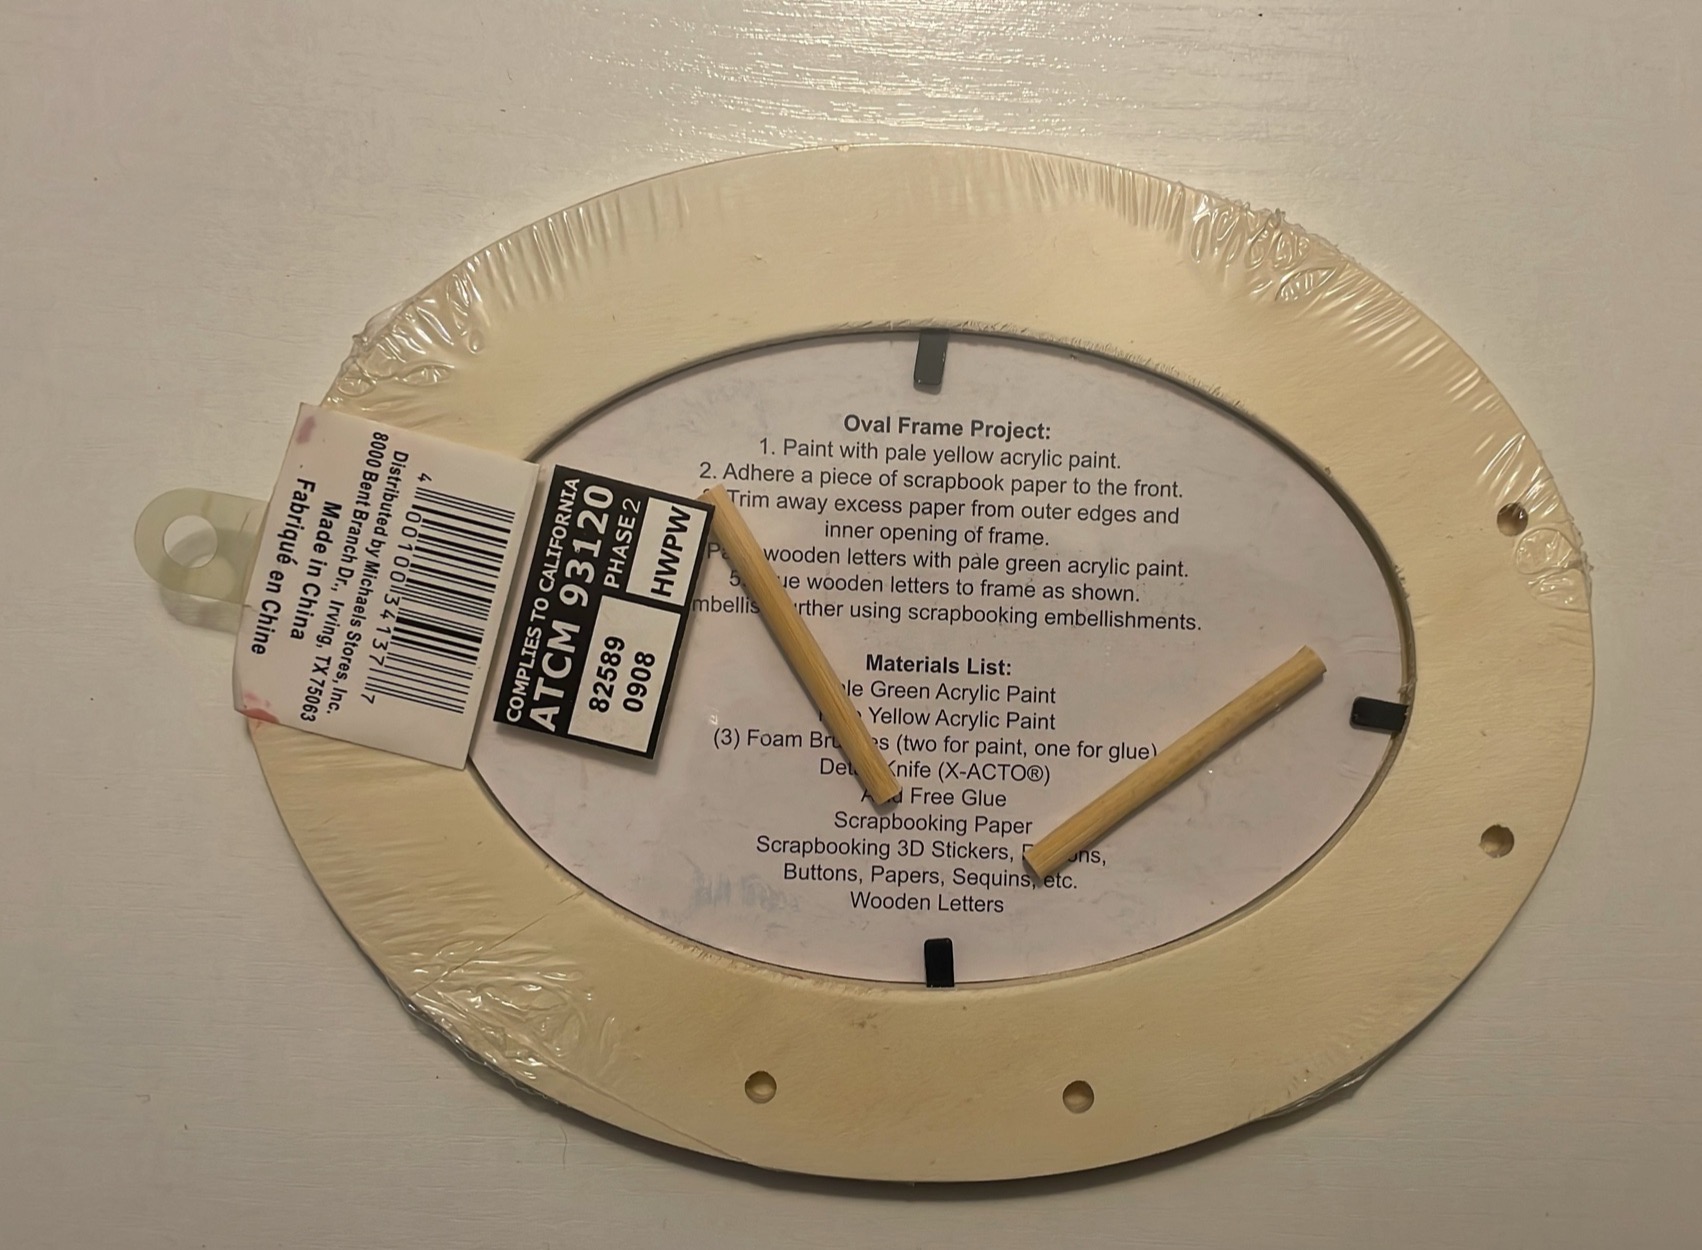 Oval Frame Project:
1. Paint with pale yellow acrylic paint.
2. Adhere a piece of scrapbook paper to the front.
Trim away excess paper from outer edges and
inner opening of frame.
wooden letters with pale green acrylic paint.
5. wooden letters to frame as shown.
using scrapbooking embellishments.
Materials List:
Green Acrylic Paint
Yellow Acrylic Paint
(3) Foam (two for paint, one for glue)
Knife (X-ACTO®)
Free Glue
Scrapbooking Paper
Scrapbooking 3D Stickers,
Buttons, Papers, Sequins, etc.
Wooden Letters
COMPLIES TO CALIFORNIA
ATCM 93120
PHASE 2
HWPW
82589
0908
4 00100 34137 7
Distributed by Michaels Stores, Inc.
8000 Bent Branch Dr., Irving, TX 75063
Made in China
Fabriqué en Chine